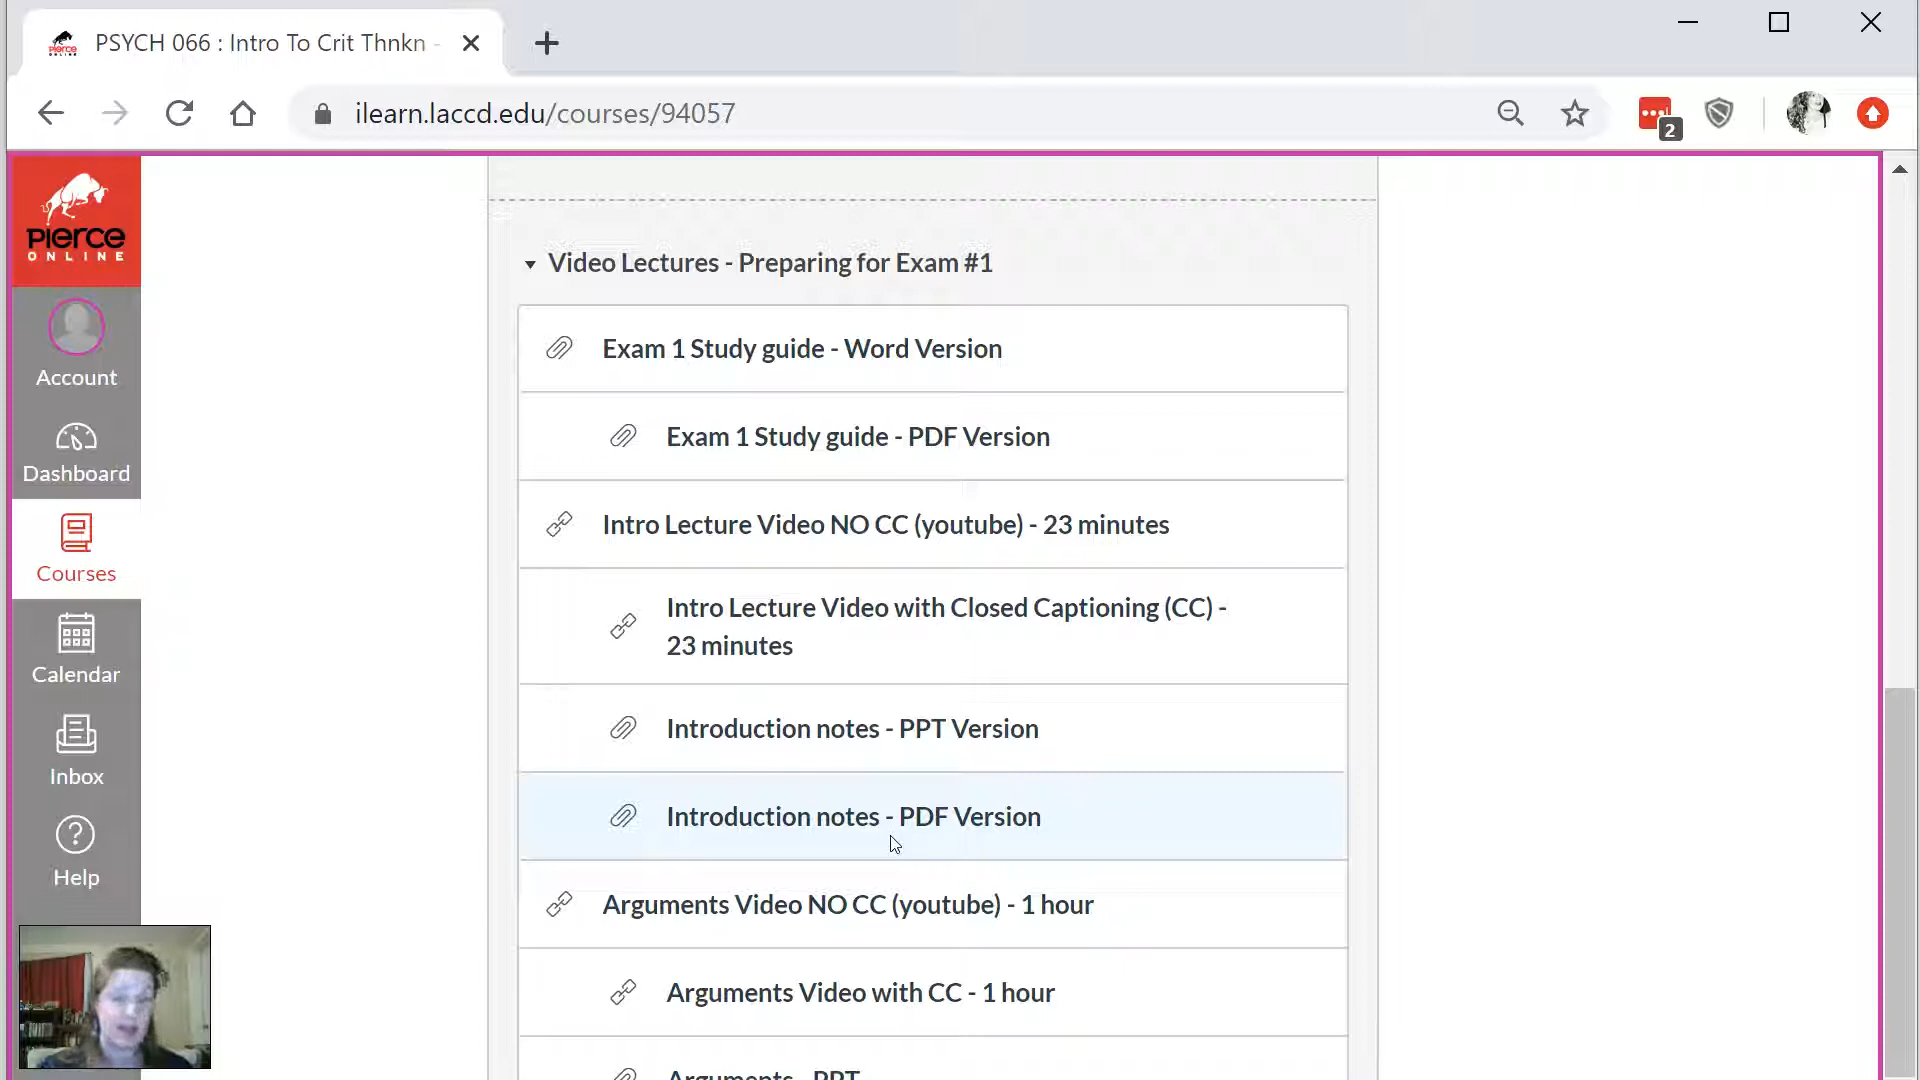 PSYCH 066 : Intro To Crit Thnkn -
ilearn.laccd.edu/courses/94057
2
PIERCE
ONLINE
PIERCE
ONLINE
Account
Dashboard
Courses
Calendar
Inbox
Help
Video Lectures - Preparing for Exam #1
Exam 1 Study guide - Word Version
Exam 1 Study guide - PDF Version
Intro Lecture Video NO CC (youtube) - 23 minutes
Intro Lecture Video with Closed Captioning (CC) -
23 minutes
Introduction notes - PPT Version
Introduction notes - PDF Version
Arguments Video NO CC (youtube) - 1 hour
Arguments Video with CC - 1 hour
Arguments - PPT